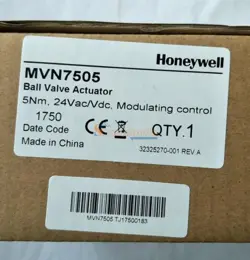 Honeywell
MVN7505
Ball Valve Actuator
5Nm, 24Vac/Vdc, Modulating control
1750
Date Code
Made in China
CE
QTY.1
32325270-001 REV A
MVN7505 TJ17500183